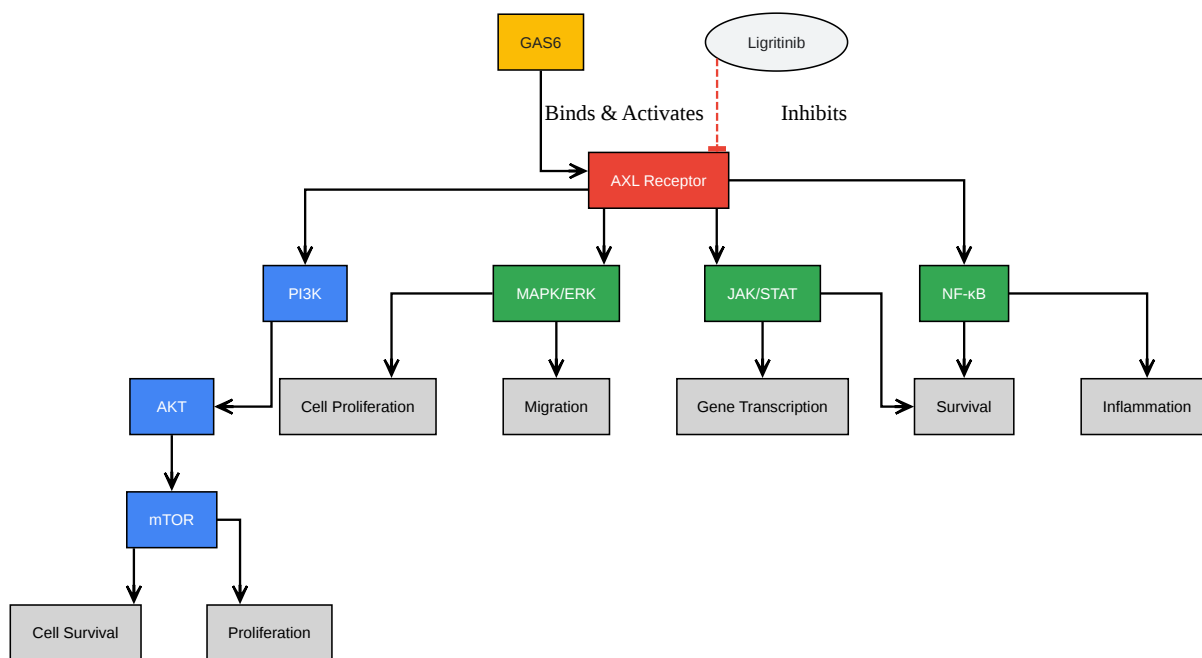 GAS6
Ligritinib
Binds & Activates
Inhibits
AXL Receptor
PI3K
MAPK/ERK
JAK/STAT
NF-κB
AKT
Cell Proliferation
Migration
Gene Transcription
Survival
Inflammation
mTOR
Cell Survival
Proliferation